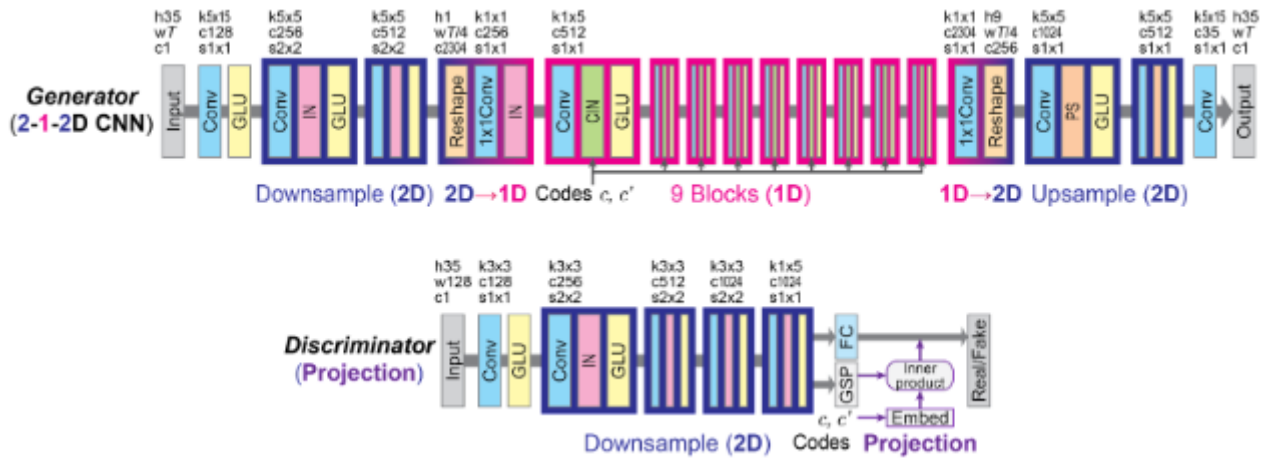 h35
wT
c1
k5x15
c128
s1x1
k5x5
c256
s2x2
k5x5
c512
s2x2
h1
wT/4
c2304
k1x1
c256
s1x1
k1x5
c512
s1x1
k1x1
c2304
s1x1
h9
wT/4
c256
k5x5
c1024
s1x1
k5x5
c512
s1x1
k5x15
c35
s1x1
h35
wT
c1
Generator
(2-1-2D CNN)
Input
Conv
GLU
Conv
IN
GLU
Reshape
1x1Conv
IN
Conv
CIN
GLU
1x1Conv
Reshape
Conv
PS
GLU
Conv
Output
Downsample (2D)
2D→1D
Codes c, c'
9 Blocks (1D)
1D→2D
Upsample (2D)
h35
w128
c1
k3x3
c128
s1x1
k3x3
c256
s2x2
k3x3
c512
s2x2
k3x3
c1024
s2x2
k1x5
c1024
s1x1
Discriminator
(Projection)
Input
Conv
GLU
Conv
IN
GLU
FC
GSP
Inner
product
Real/Fake
c, c'
Embed
Downsample (2D)
Codes
Projection